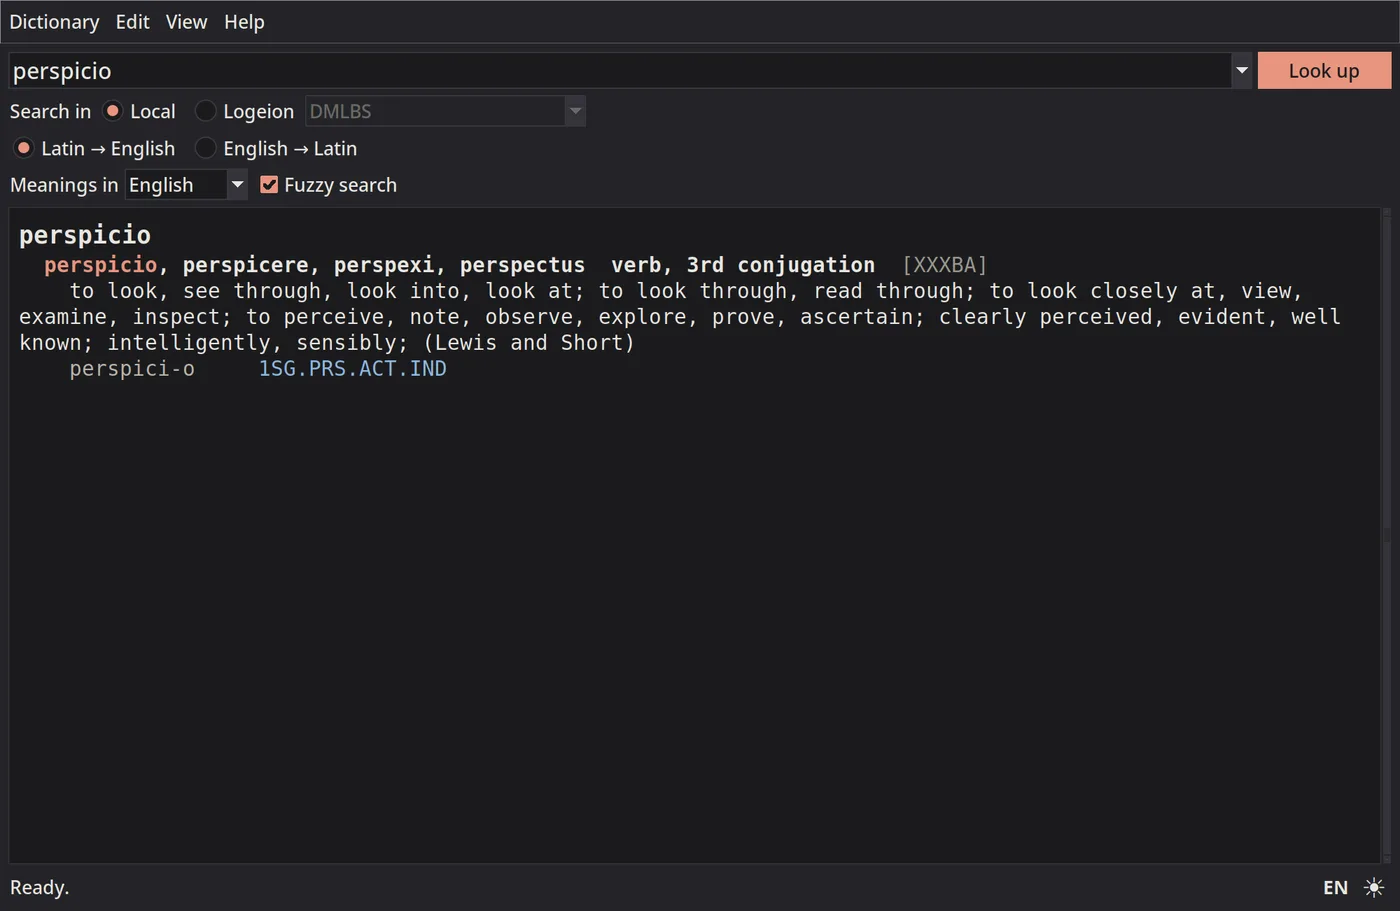 Dictionary Edit View Help
perspicio Look up
Search in Local Logeion DMLBS
Latin → English English → Latin
Meanings in English Fuzzy search
perspicio
perspicio, perspicere, perspexi, perspectus verb, 3rd conjugation [XXXBA]
to look, see through, look into, look at; to look through, read through; to look closely at, view,
examine, inspect; to perceive, note, observe, explore, prove, ascertain; clearly perceived, evident, well
known; intelligently, sensibly; (Lewis and Short)
perspici-o 1SG.PRS.ACT.IND
Ready. EN